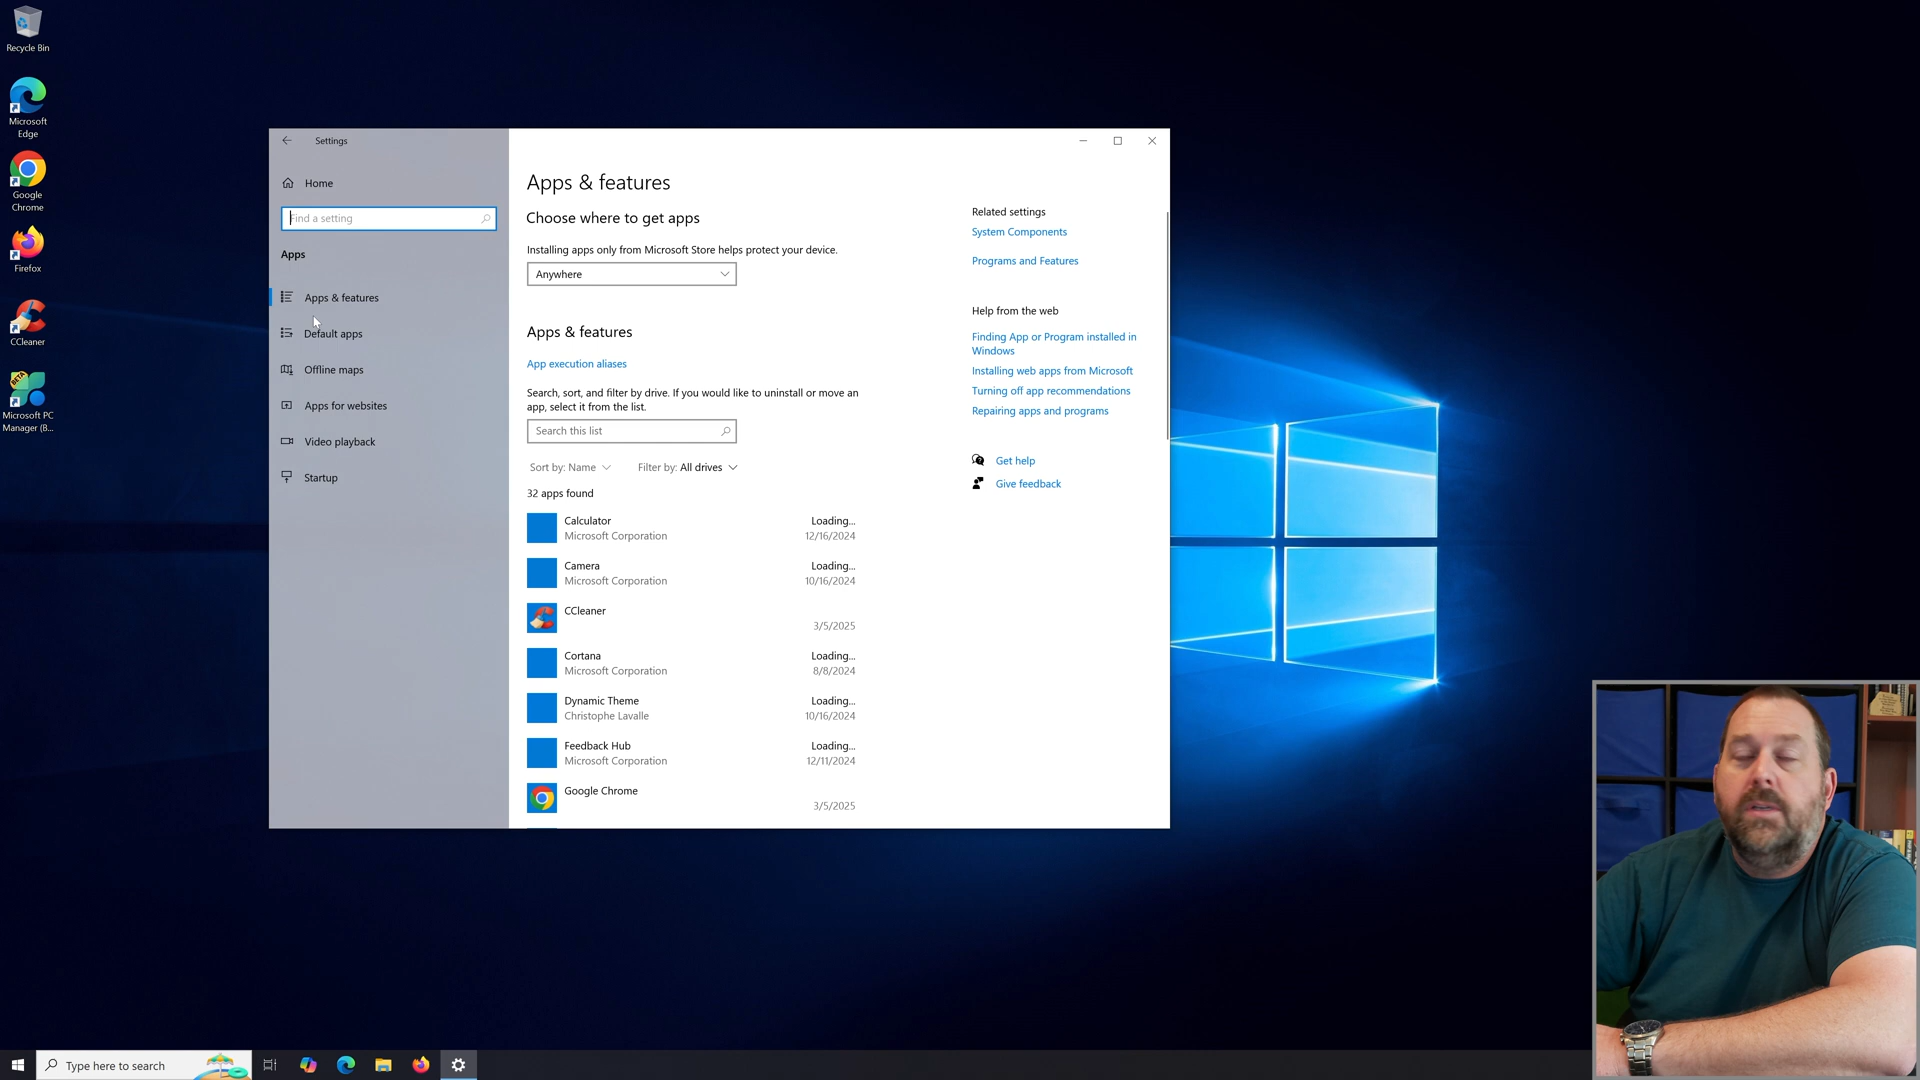 Recycle Bin
Microsoft
Edge
Google
Chrome
Firefox
CCleaner
BETA
Microsoft PC
Manager (B...
Settings
Home
Find a setting
Apps
Apps & features
Default apps
Offline maps
Apps for websites
Video playback
Startup
Apps & features
Choose where to get apps
Installing apps only from Microsoft Store helps protect your device.
Anywhere
Apps & features
App execution aliases
Search, sort, and filter by drive. If you would like to uninstall or move an
app, select it from the list.
Search this list
Sort by: Name
Filter by: All drives
32 apps found
Calculator
Loading...
Microsoft Corporation
12/16/2024
Camera
Loading...
Microsoft Corporation
10/16/2024
CCleaner
3/5/2025
Cortana
Loading...
Microsoft Corporation
8/8/2024
Dynamic Theme
Loading...
Christophe Lavalle
10/16/2024
Feedback Hub
Loading...
Microsoft Corporation
12/11/2024
Google Chrome
3/5/2025
Related settings
System Components
Programs and Features
Help from the web
Finding App or Program installed in
Windows
Installing web apps from Microsoft
Turning off app recommendations
Repairing apps and programs
Get help
Give feedback
Type here to search